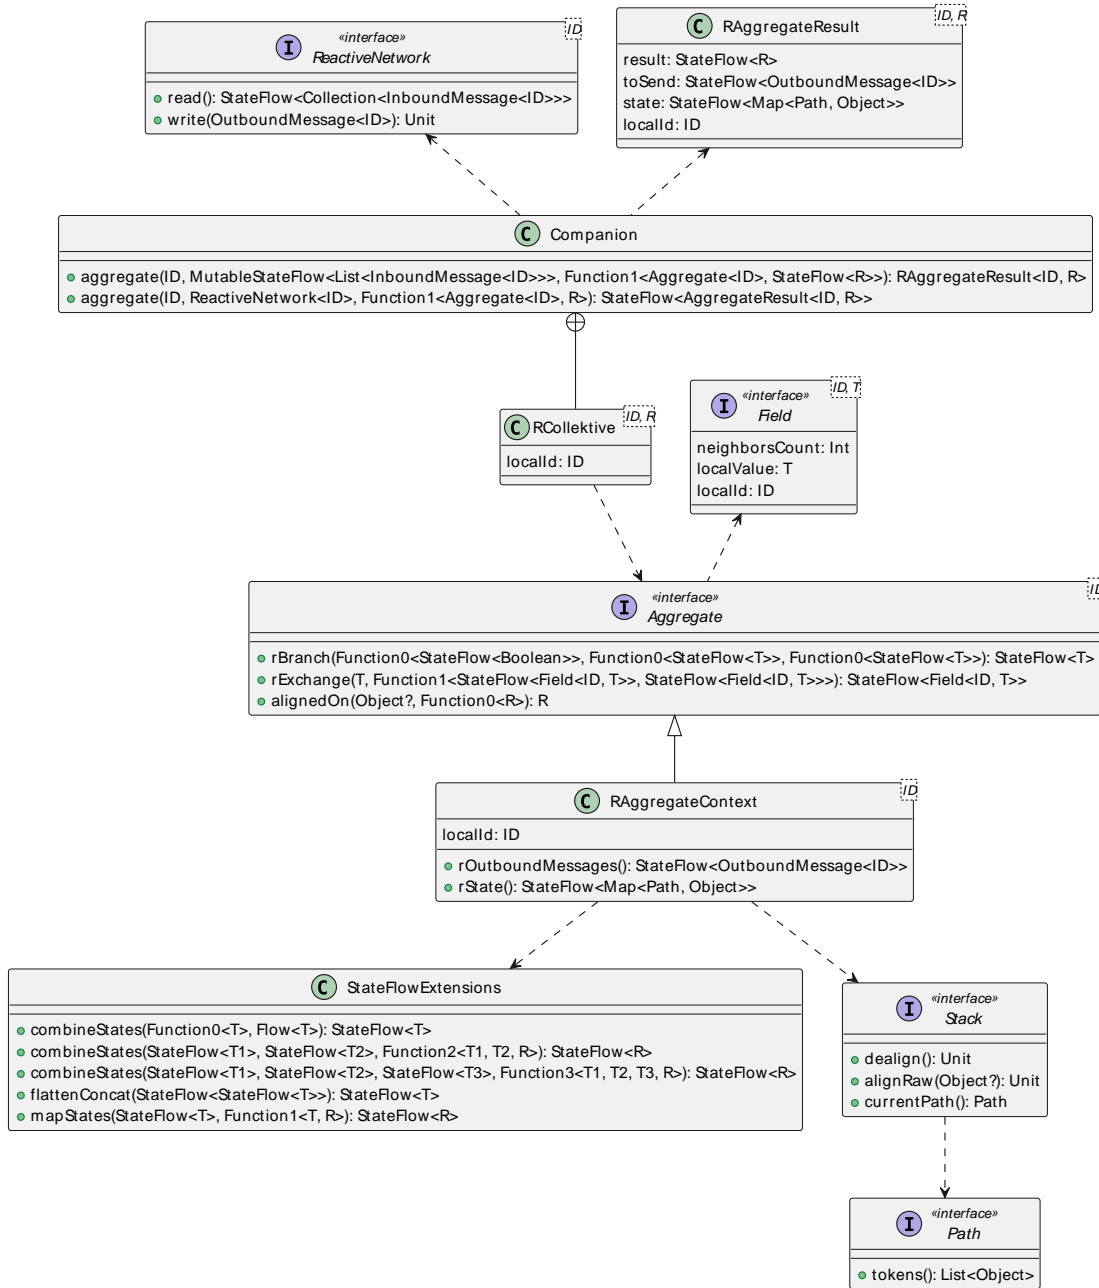 «interface»
ReactiveNetwork
ID
read(): StateFlow<Collection<InboundMessage<ID>>>
write(OutboundMessage<ID>): Unit
C RAggregateResult
ID, R
result: StateFlow<R>
toSend: StateFlow<OutboundMessage<ID>>
state: StateFlow<Map<Path, Object>>
localId: ID
C Companion
aggregate(ID, MutableStateFlow<List<InboundMessage<ID>>>, Function1<Aggregate<ID>, StateFlow<R>>): RAggregateResult<ID, R>
aggregate(ID, ReactiveNetwork<ID>, Function1<Aggregate<ID>, R>): StateFlow<AggregateResult<ID, R>>
C RCollektive
ID, R
localId: ID
I «interface»
Field
ID, T
neighborsCount: Int
localValue: T
localId: ID
I «interface»
Aggregate
ID
rBranch(Function0<StateFlow<Boolean>>, Function0<StateFlow<T>>, Function0<StateFlow<T>>): StateFlow<T>
rExchange(T, Function1<StateFlow<Field<ID, T>>, StateFlow<Field<ID, T>>>): StateFlow<Field<ID, T>>
alignedOn(Object?, Function0<R>): R
C RAggregateContext
ID
localId: ID
rOutboundMessages(): StateFlow<OutboundMessage<ID>>
rState(): StateFlow<Map<Path, Object>>
C StateFlowExtensions
combineStates(Function0<T>, Flow<T>): StateFlow<T>
combineStates(StateFlow<T1>, StateFlow<T2>, Function2<T1, T2, R>): StateFlow<R>
combineStates(StateFlow<T1>, StateFlow<T2>, StateFlow<T3>, Function3<T1, T2, T3, R>): StateFlow<R>
flattenConcat(StateFlow<StateFlow<T>>): StateFlow<T>
mapStates(StateFlow<T>, Function1<T, R>): StateFlow<R>
I «interface»
Stack
dealign(): Unit
alignRaw(Object?): Unit
currentPath(): Path
I «interface»
Path
tokens(): List<Object>